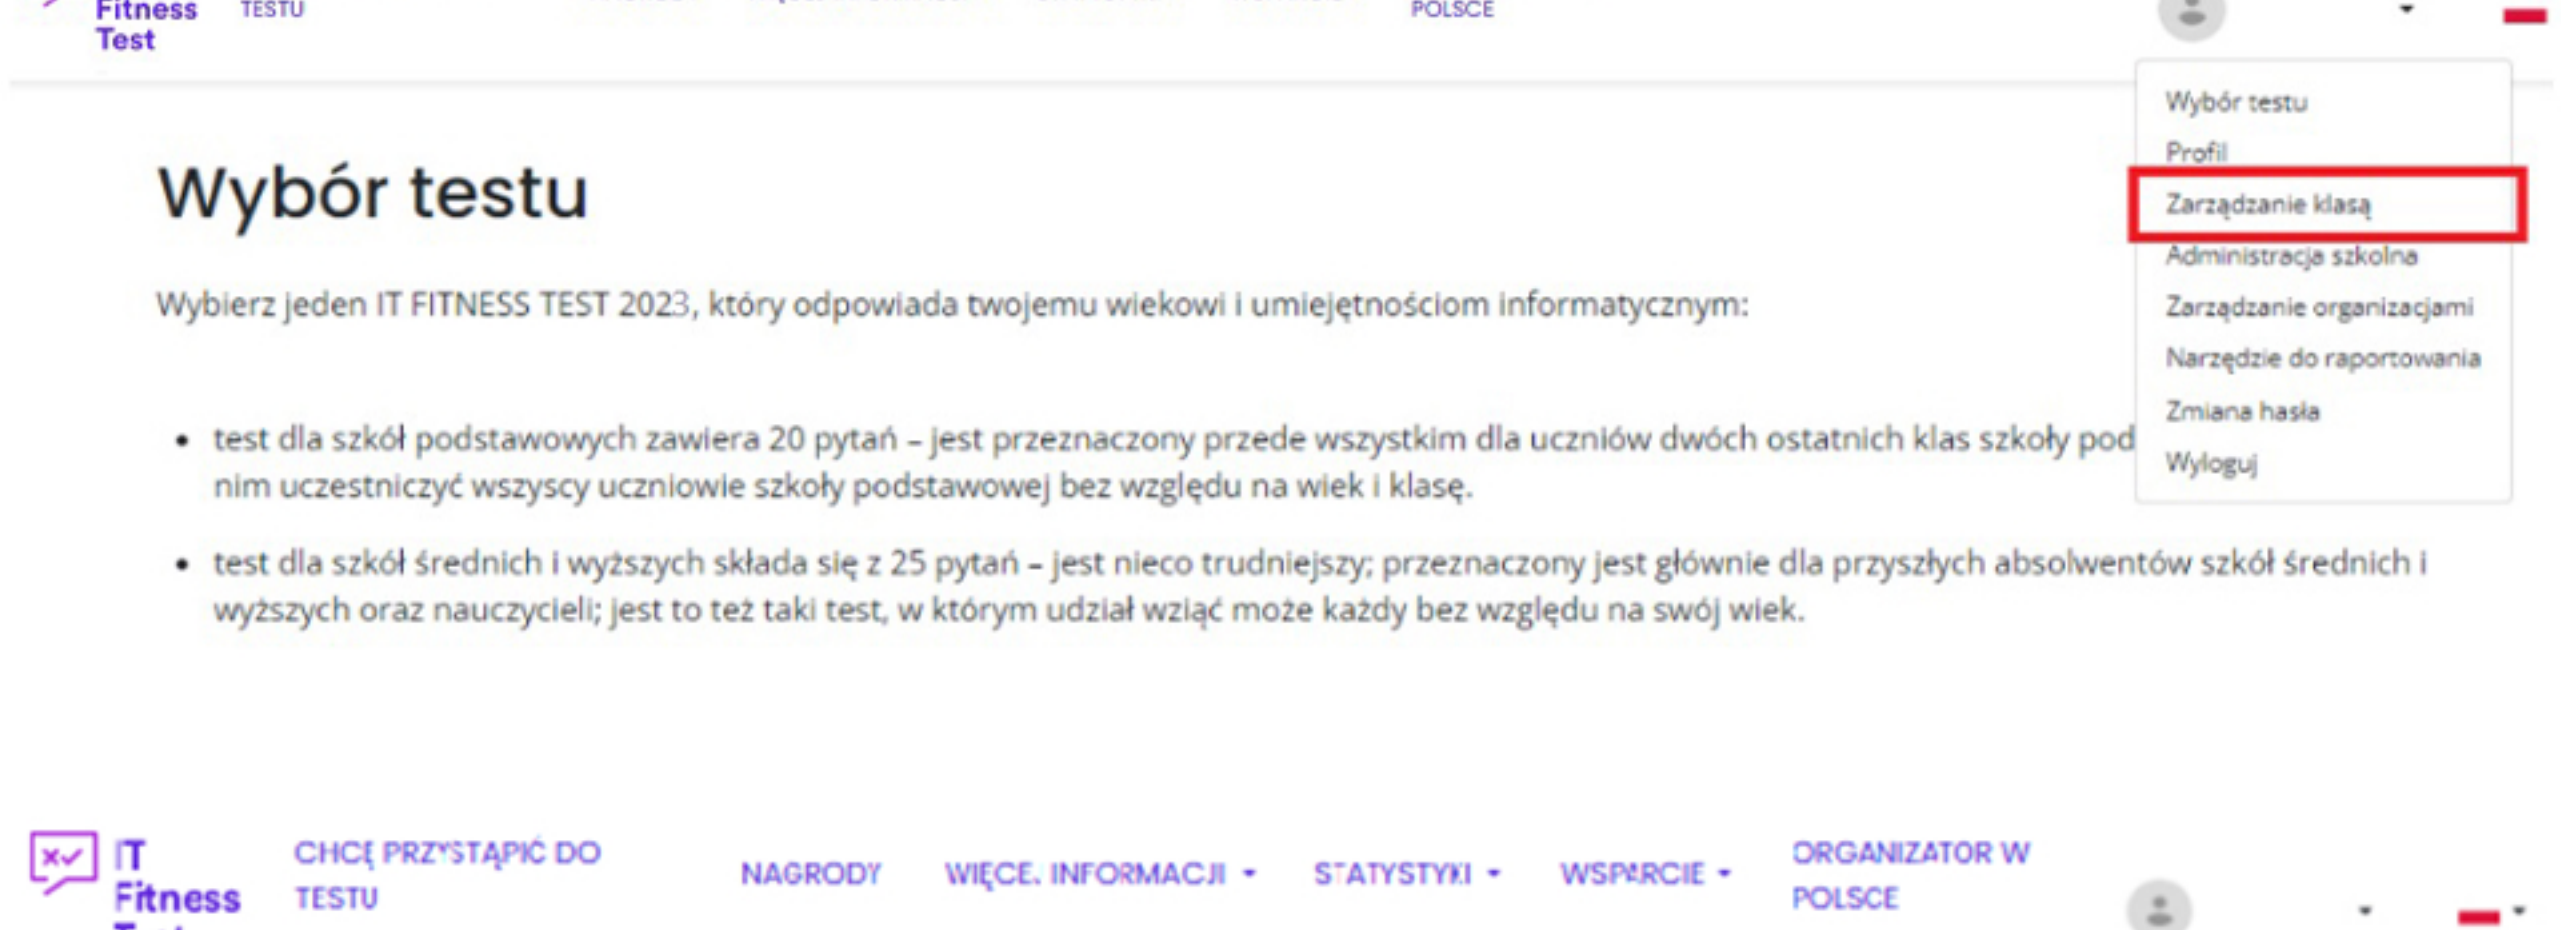 Fitness
Test
TESTU
POLSCE
Wybór testu
Profil
Zarządzanie klasą
Administracja szkolna
Zarządzanie organizacjami
Narzędzie do raportowania
Zmiana hasła
Wyloguj
Wybór testu
Wybierz jeden IT FITNESS TEST 2023, który odpowiada twojemu wiekowi i umiejętnościom informatycznym:
• test dla szkół podstawowych zawiera 20 pytań – jest przeznaczony przede wszystkim dla uczniów dwóch ostatnich klas szkoły pod
nim uczestniczyć wszyscy uczniowie szkoły podstawowej bez względu na wiek i klasę.
• test dla szkół średnich i wyższych składa się z 25 pytań – jest nieco trudniejszy; przeznaczony jest głównie dla przyszłych absolwentów szkół średnich i
wyższych oraz nauczycieli; jest to też taki test, w którym udział wziąć może każdy bez względu na swój wiek.
IT
Fitness
CHCĘ PRZYSTĄPIĆ DO
TESTU
NAGRODY
WIĘCEJ INFORMACJI
STATYSTYKI
WSPARCIE
ORGANIZATOR W
POLSCE